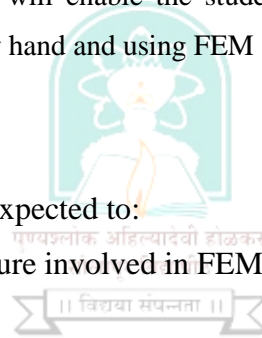 will enable the stude
hand and using FEM
xpected to:
पुण्यश्लोक अहिल्यादेवी होळकर
ure involved in FEM
।। विद्यया संपन्नता ।।